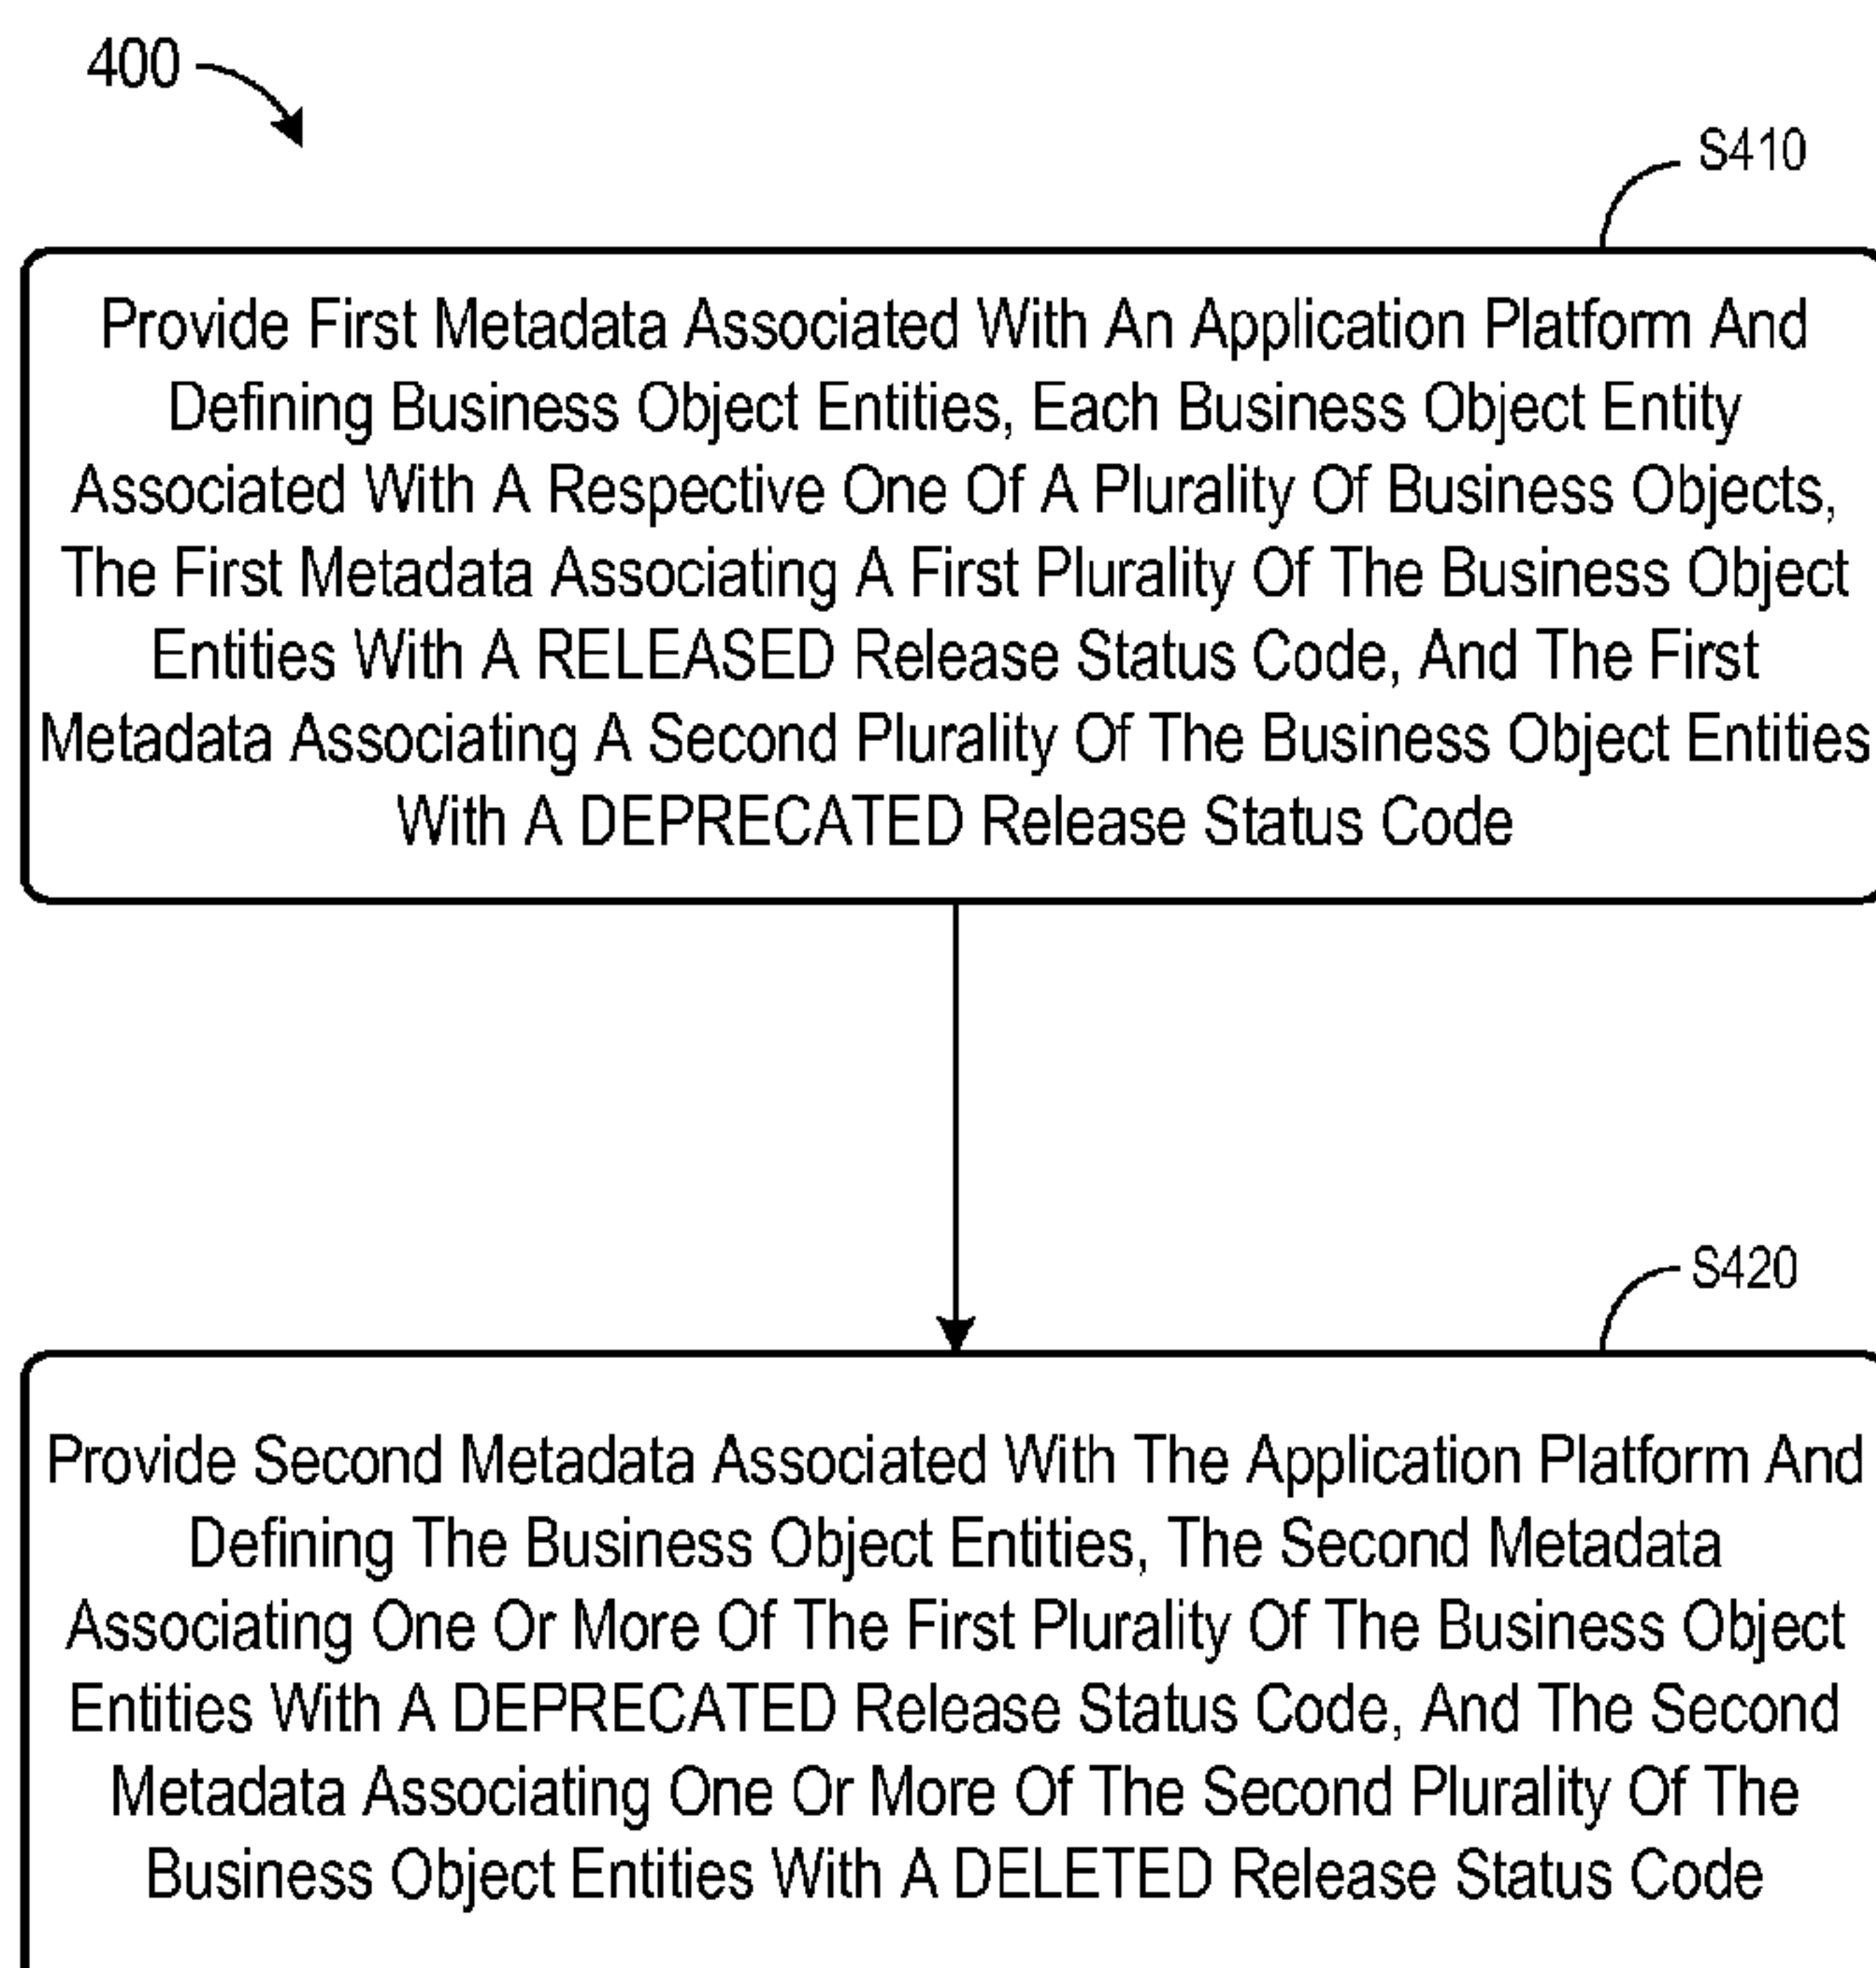 400
S410
Provide First Metadata Associated With An Application Platform And
Defining Business Object Entities, Each Business Object Entity
Associated With A Respective One Of A Plurality Of Business Objects,
The First Metadata Associating A First Plurality Of The Business Object
Entities With A RELEASED Release Status Code, And The First
Metadata Associating A Second Plurality Of The Business Object Entities
With A DEPRECATED Release Status Code
S420
Provide Second Metadata Associated With The Application Platform And
Defining The Business Object Entities, The Second Metadata
Associating One Or More Of The First Plurality Of The Business Object
Entities With A DEPRECATED Release Status Code, And The Second
Metadata Associating One Or More Of The Second Plurality Of The
Business Object Entities With A DELETED Release Status Code